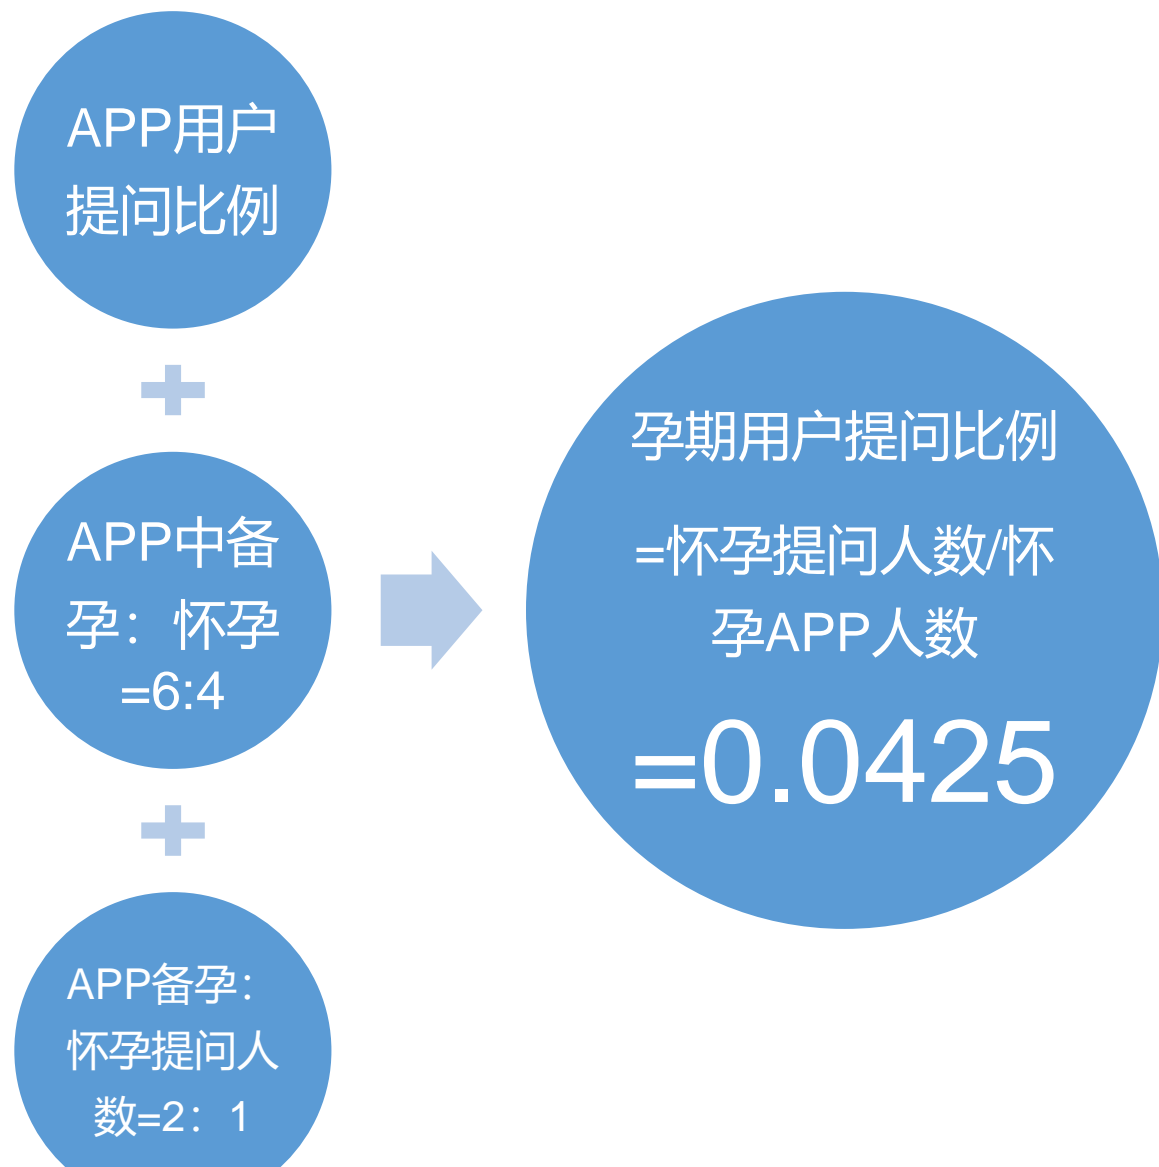 APP用户
提问比例
APP中备
孕：怀孕
=6:4
APP备孕：
怀孕提问人
数=2：1
孕期用户提问比例
=怀孕提问人数/怀
孕APP人数
=0.0425